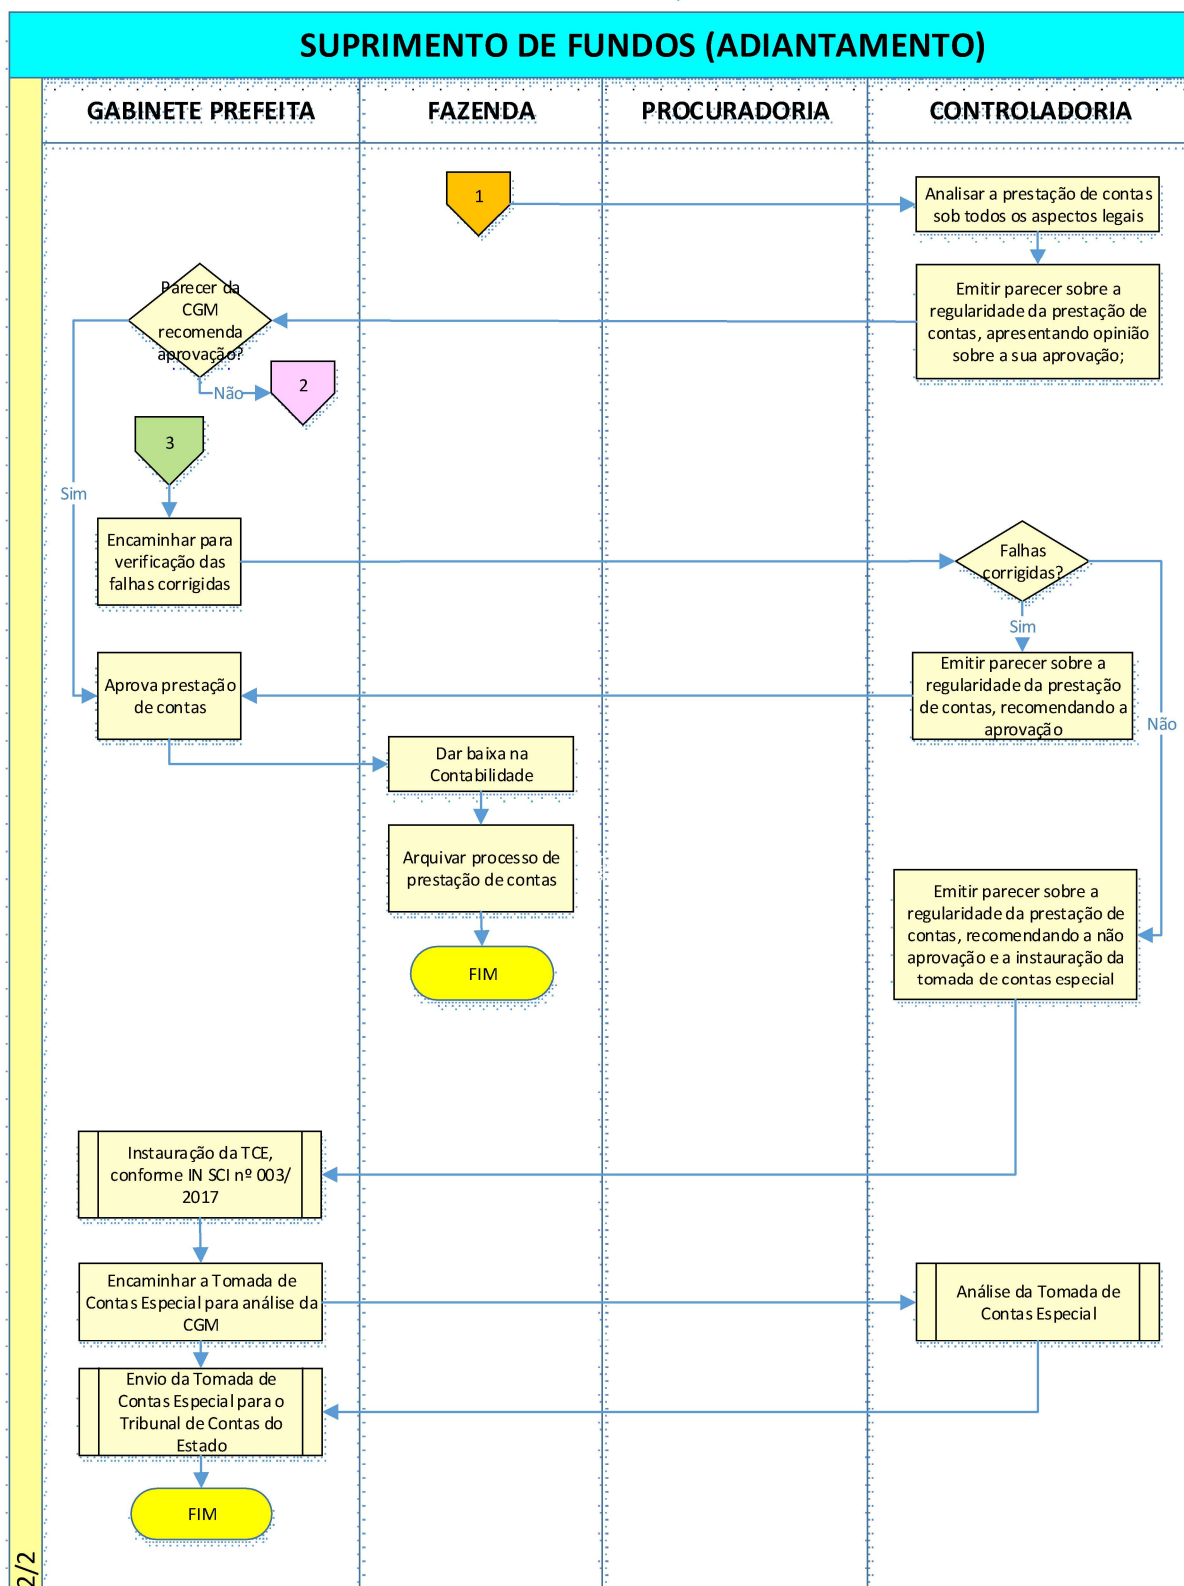 SUPRIMENTO DE FUNDOS (ADIANTAMENTO)
GABINETE PREFEITA
FAZENDA
PROCURADORIA
CONTROLADORIA
1
Analisar a prestação de contas
sob todos os aspectos legais
Parecer da
CGM
recomenda
aprovação?
Emitir parecer sobre a
regularidade da prestação de
contas, apresentando opinião
sobre a sua aprovação;
Não
2
3
Sim
Encaminhar para
verificação das
falhas corrigidas
Falhas
corrigidas?
Sim
Aprova prestação
de contas
Emitir parecer sobre a
regularidade da prestação
de contas, recomendando a
aprovação
Não
Dar baixa na
Contabilidade
Arquivar processo de
prestação de contas
Emitir parecer sobre a
regularidade da prestação de
contas, recomendando a não
aprovação e a instauração da
tomada de contas especial
FIM
Instauração da TCE,
conforme IN SCI nº 003/
2017
Encaminhar a Tomada de
Contas Especial para análise da
CGM
Análise da Tomada de
Contas Especial
Envio da Tomada de
Contas Especial para o
Tribunal de Contas do
Estado
FIM
2/2